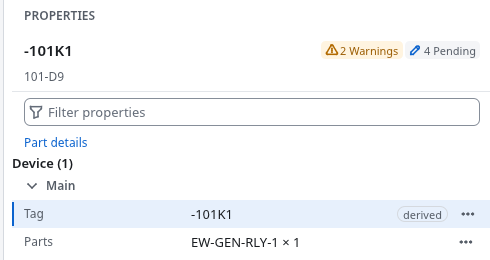 PROPERTIES
-101K1
2 Warnings
4 Pending
101-D9
Filter properties
Part details
Device (1)
Main
Tag -101K1 derived
Parts EW-GEN-RLY-1 × 1